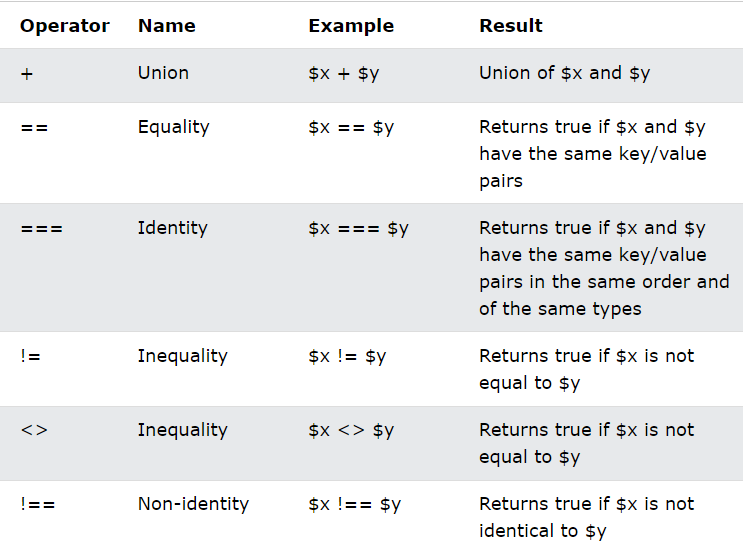 Operator Name Example Result
+ Union $x + $y Union of $x and $y
== Equality $x == $y Returns true if $x and $y
have the same key/value
pairs
=== Identity $x === $y Returns true if $x and $y
have the same key/value
pairs in the same order and
of the same types
!= Inequality $x != $y Returns true if $x is not
equal to $y
<> Inequality $x <> $y Returns true if $x is not
equal to $y
!== Non-identity $x !== $y Returns true if $x is not
identical to $y